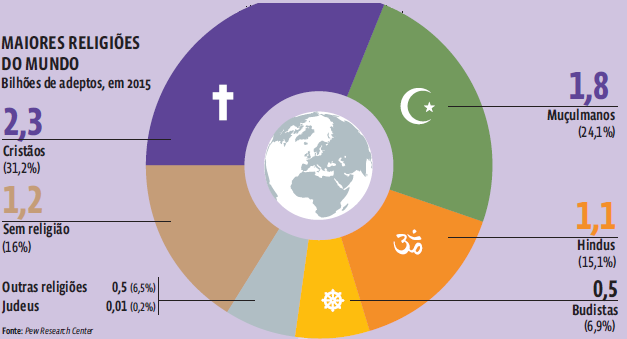 MAIORES RELIGIÕES
DO MUNDO
Bilhões de adeptos, em 2015
2,3
Cristãos
(31,2%)
1,2
Sem religião
(16%)
Outras religiões 0,5 (6,5%)
Judeus 0,01 (0,2%)
Fonte: Pew Research Center
1,8
Muçulmanos
(24,1%)
1,1
Hindus
(15,1%)
0,5
Budistas
(6,9%)